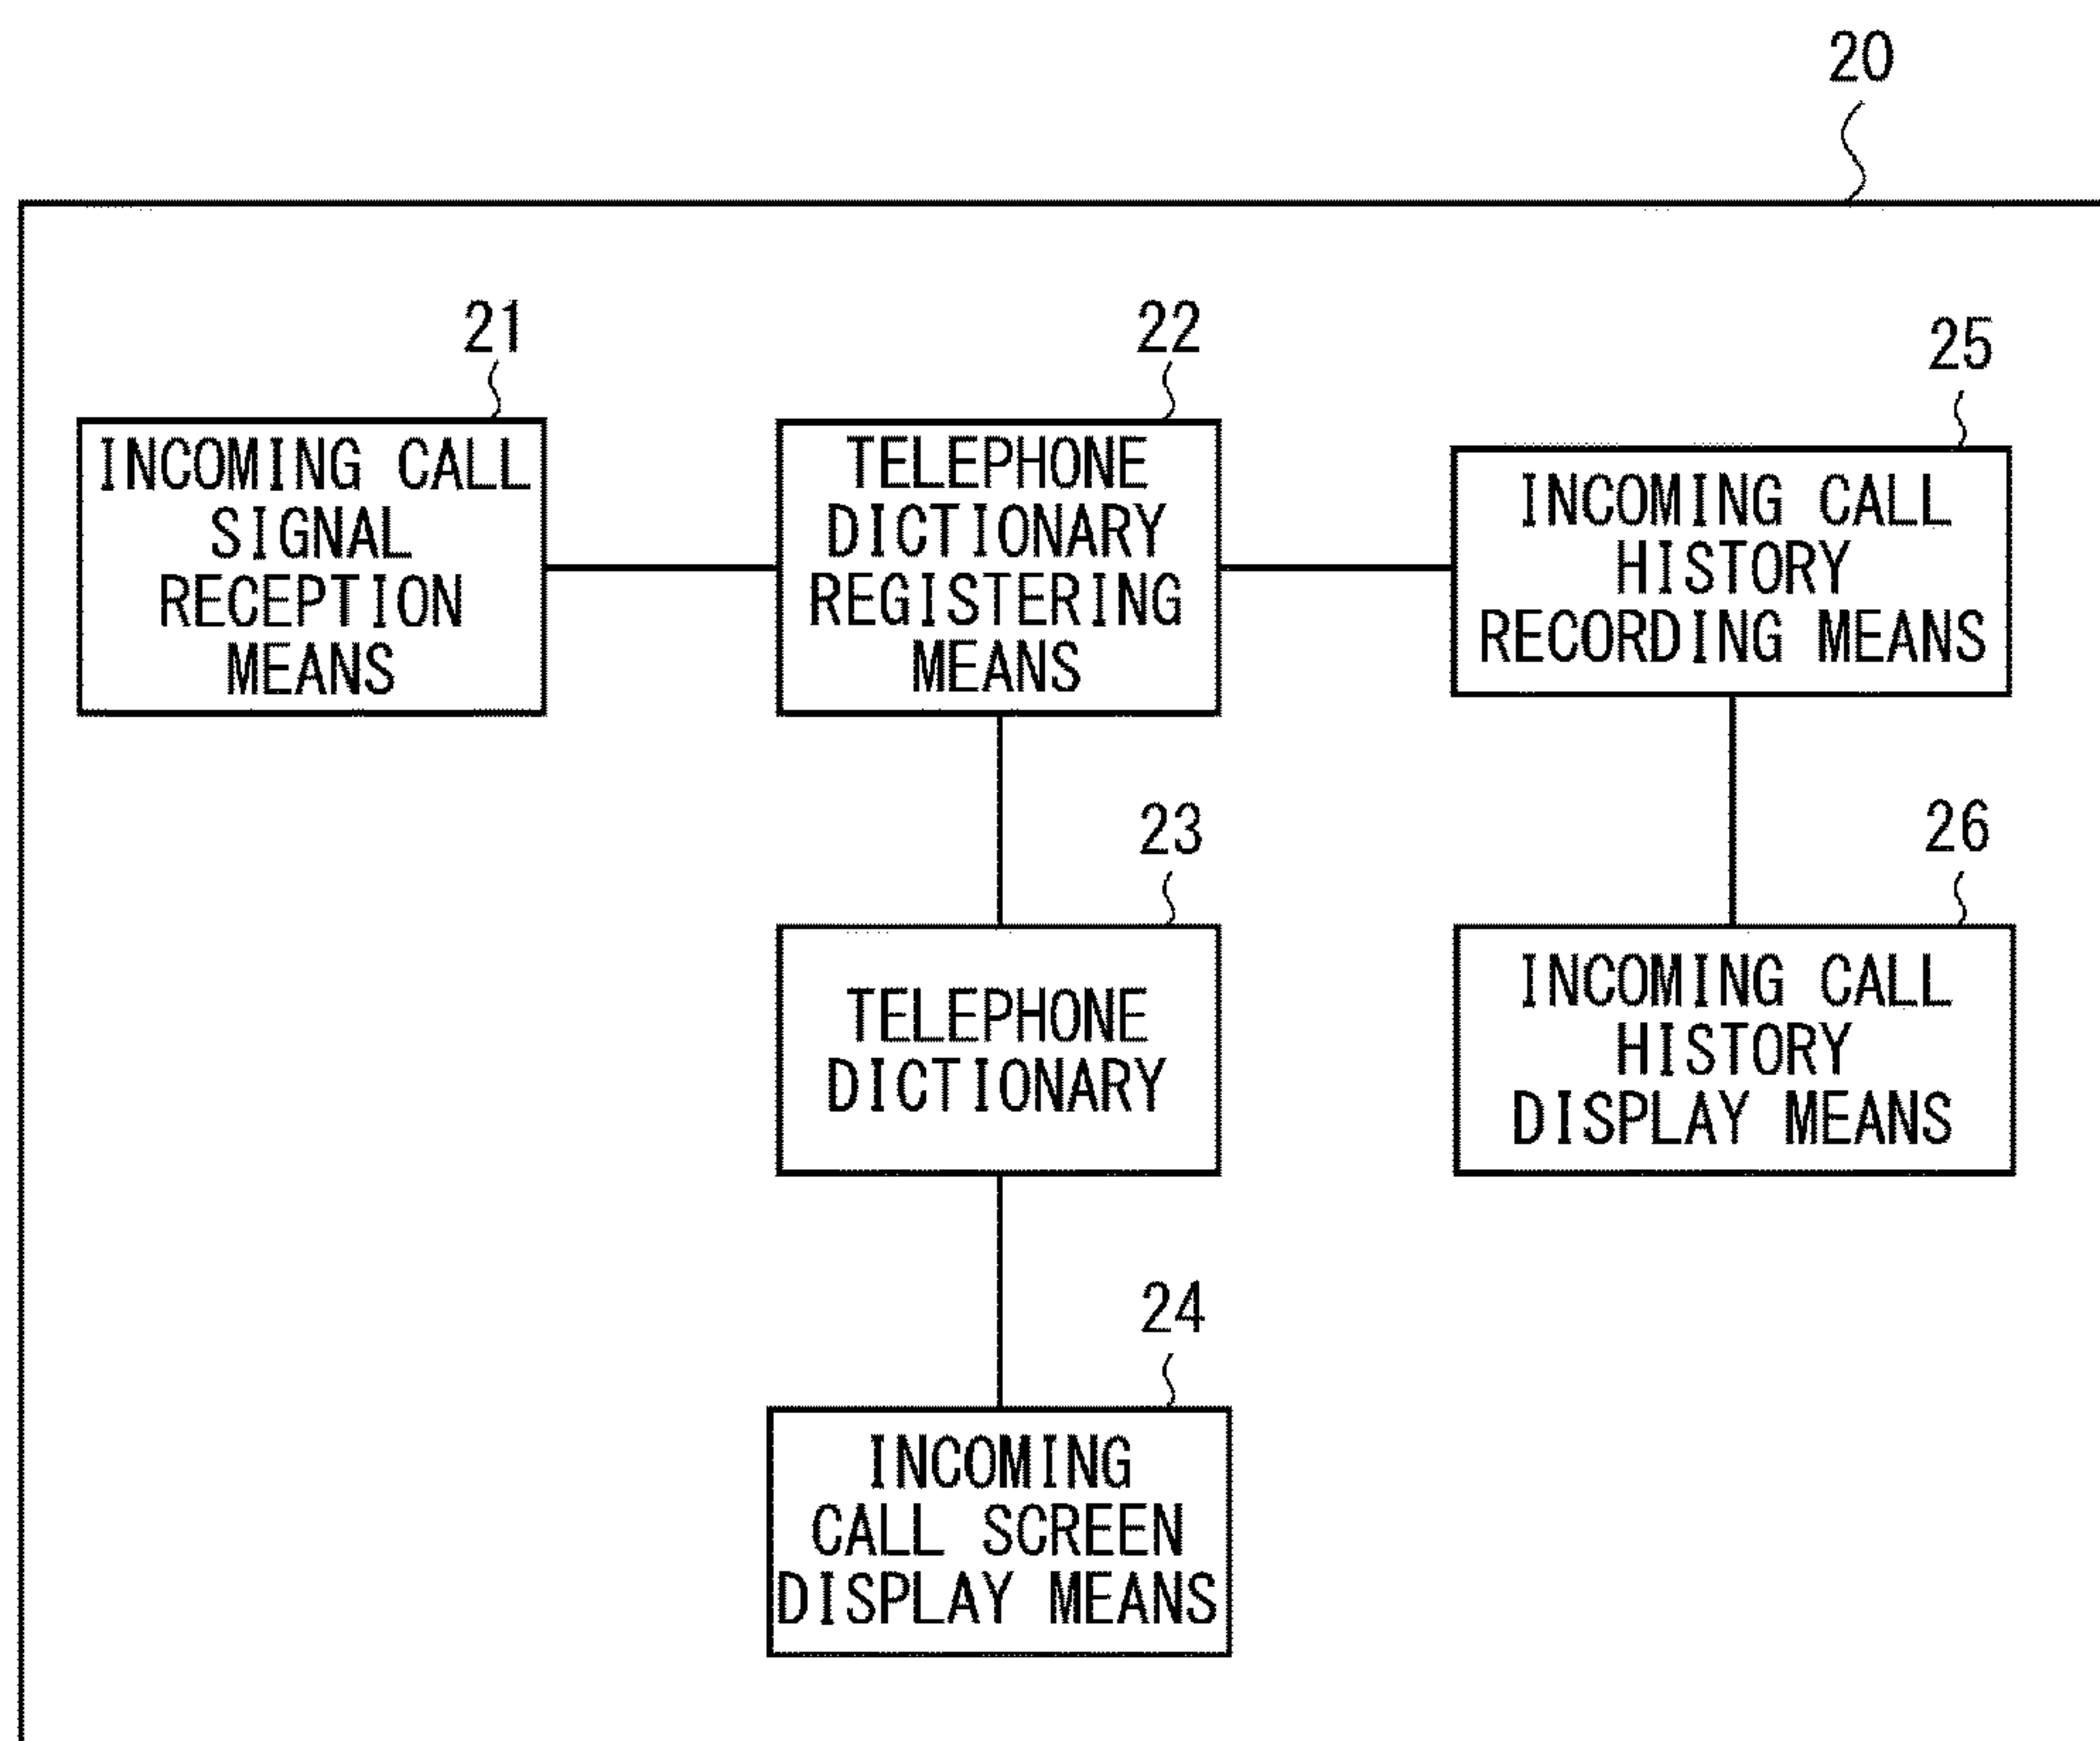 20
21
INCOMING CALL
SIGNAL
RECEPTION
MEANS
22
TELEPHONE
DICTIONARY
REGISTERING
MEANS
25
INCOMING CALL
HISTORY
RECORDING MEANS
23
TELEPHONE
DICTIONARY
26
INCOMING CALL
HISTORY
DISPLAY MEANS
24
INCOMING
CALL SCREEN
DISPLAY MEANS